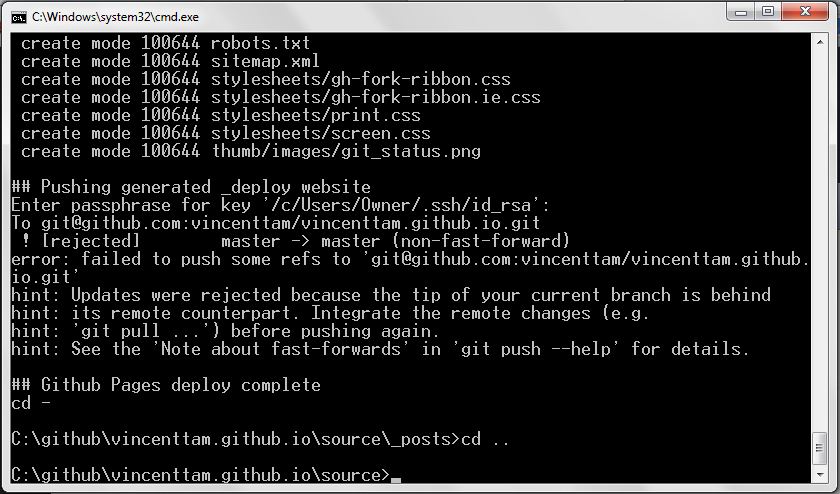 C:\Windows\system32\cmd.exe
create mode 100644 robots.txt
create mode 100644 sitemap.xml
create mode 100644 stylesheets/gh-fork-ribbon.css
create mode 100644 stylesheets/gh-fork-ribbon.ie.css
create mode 100644 stylesheets/print.css
create mode 100644 stylesheets/screen.css
create mode 100644 thumb/images/git_status.png

## Pushing generated _deploy website
Enter passphrase for key '/c/Users/Owner/.ssh/id_rsa':
To git@github.com:vincenttam/vincenttam.github.io.git
 ! [rejected]        master -> master (non-fast-forward)
error: failed to push some refs to 'git@github.com:vincenttam/vincenttam.github.
io.git'
hint: Updates were rejected because the tip of your current branch is behind
hint: its remote counterpart. Integrate the remote changes (e.g.
hint: 'git pull ...') before pushing again.
hint: See the 'Note about fast-forwards' in 'git push --help' for details.

## Github Pages deploy complete
cd -

C:\github\vincenttam.github.io\source\_posts>cd ..

C:\github\vincenttam.github.io\source>_